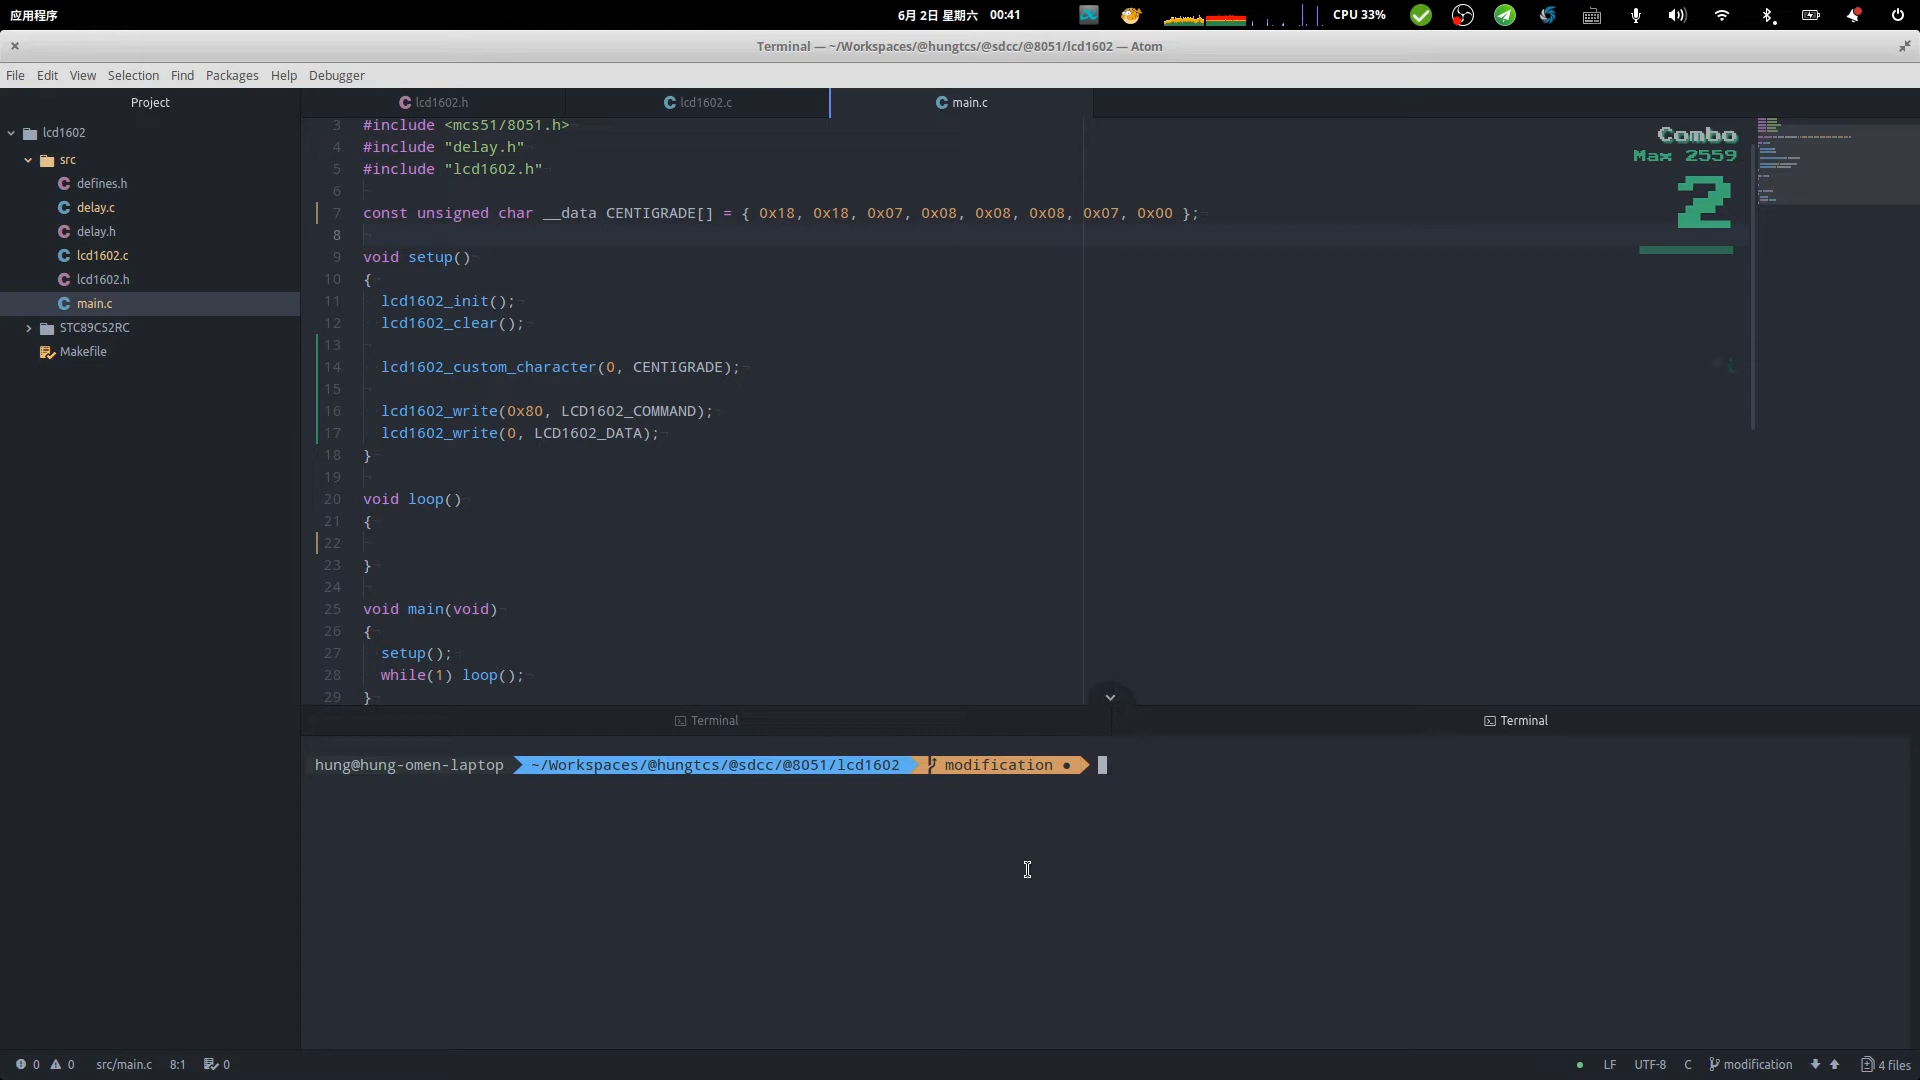 应用程序
6月 2日 星期六 00:41
CPU 33%
Terminal — ~/Workspaces/@hungtcs/@sdcc/@8051/lcd1602 — Atom
File Edit View Selection Find Packages Help Debugger
Project
lcd1602
src
defines.h
delay.c
delay.h
lcd1602.c
lcd1602.h
main.c
STC89C52RC
Makefile
lcd1602.h
lcd1602.c
main.c
3 #include <mcs51/8051.h>
4 #include "delay.h"
5 #include "lcd1602.h"
6
7 const unsigned char __data CENTIGRADE[] = { 0x18, 0x18, 0x07, 0x08, 0x08, 0x08, 0x07, 0x00 };
8
9 void setup()
10 {
11 lcd1602_init();
12 lcd1602_clear();
13
14 lcd1602_custom_character(0, CENTIGRADE);
15
16 lcd1602_write(0x80, LCD1602_COMMAND);
17 lcd1602_write(0, LCD1602_DATA);
18 }
19
20 void loop()
21 {
22
23 }
24
25 void main(void)
26 {
27 setup();
28 while(1) loop();
29 }
Combo
Max 2559
2
Terminal
Terminal
hung@hung-omen-laptop ~/Workspaces/@hungtcs/@sdcc/@8051/lcd1602 modification ●
0 0 src/main.c 8:1 0
LF UTF-8 C modification 4 files